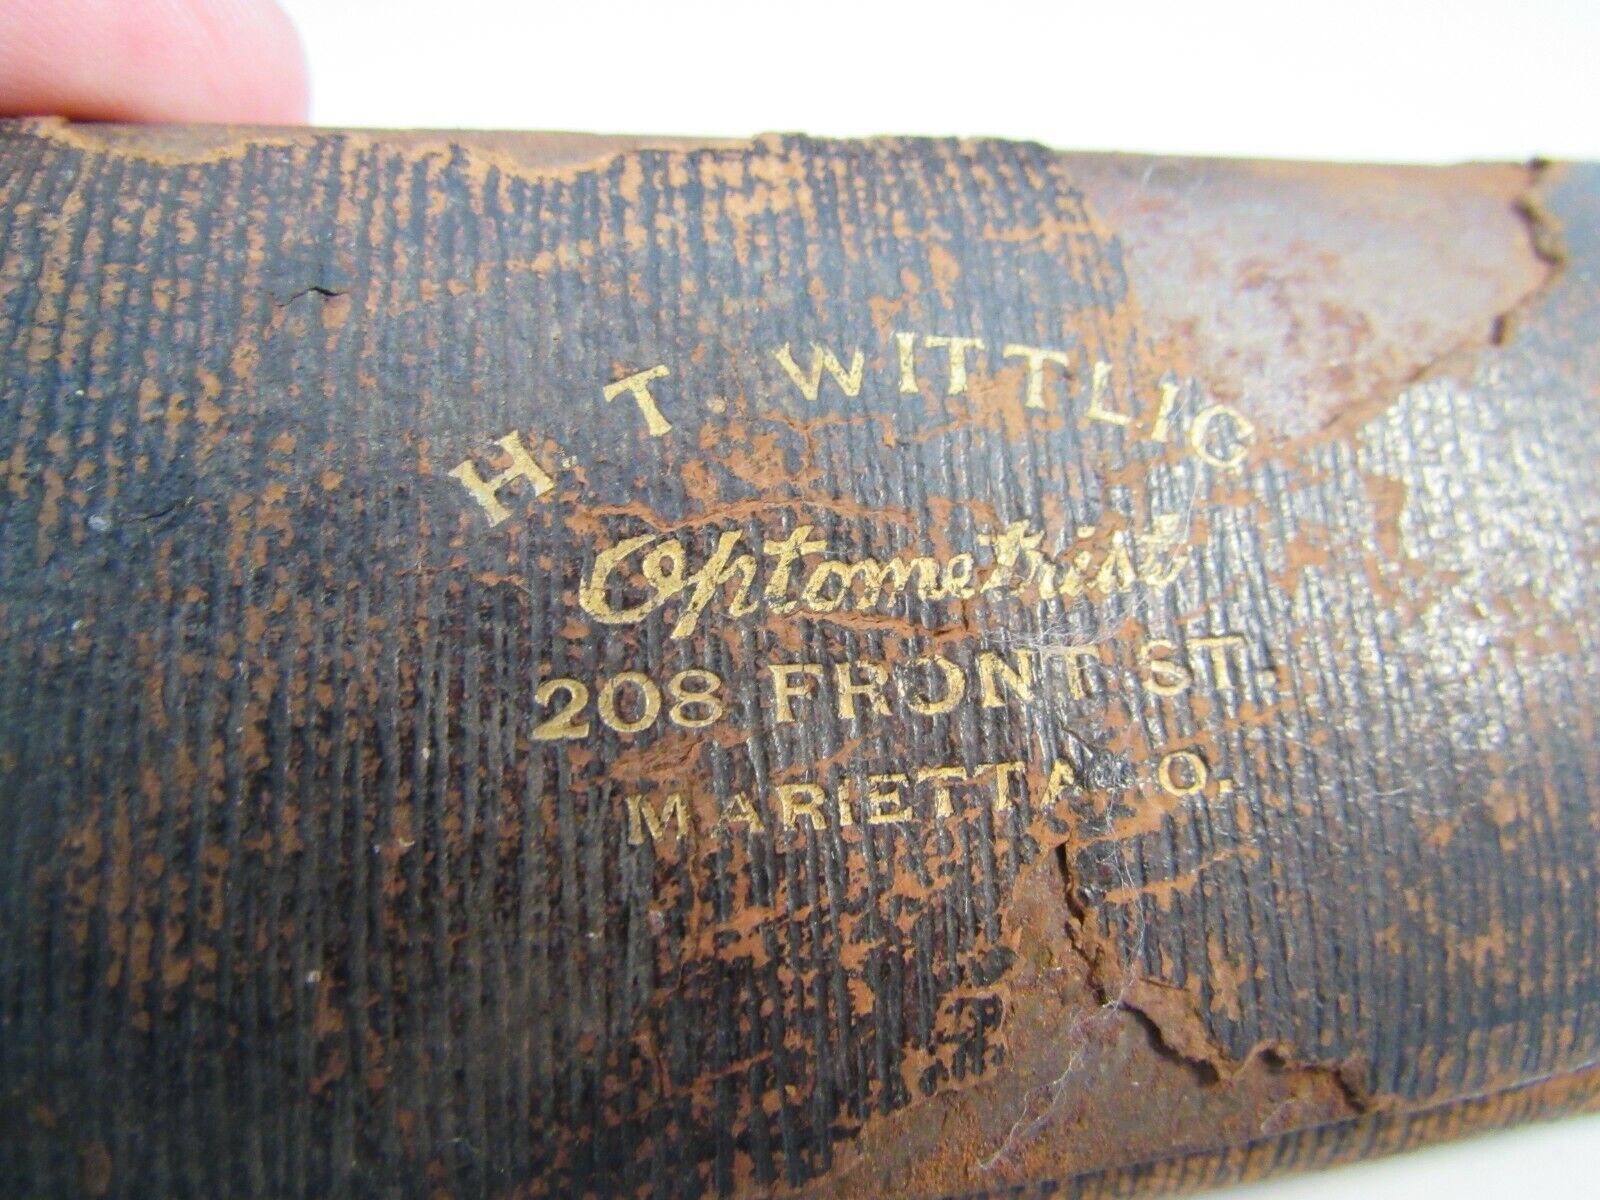 H. T. WITTLIG
Optometrist
208 FRONT ST.
MARIETTA, O.